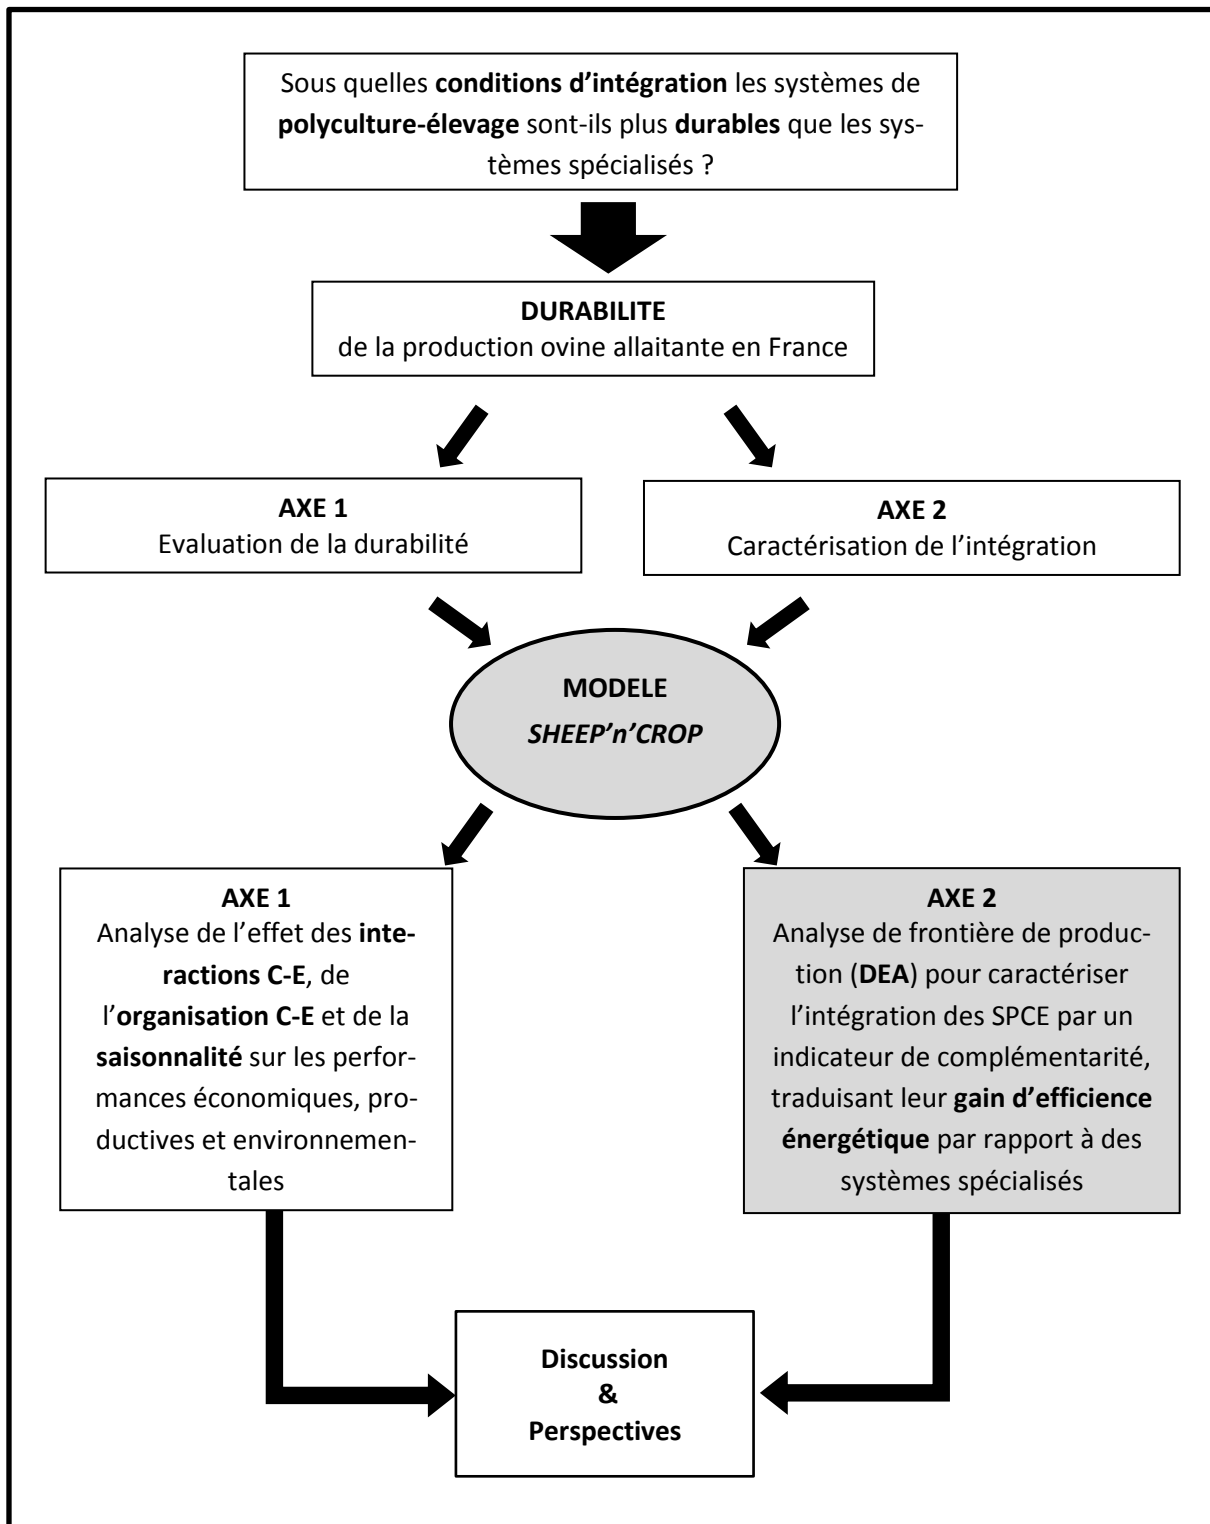 Sous quelles conditions d’intégration les systèmes de
polyculture-élevage sont-ils plus durables que les sys-
tèmes spécialisés ?
DURABILITE
de la production ovine allaitante en France
AXE 1
Evaluation de la durabilité
AXE 2
Caractérisation de l’intégration
MODELE
SHEEP’n’CROP
AXE 1
Analyse de l’effet des inte-
ractions C-E, de
l’organisation C-E et de la
saisonnalité sur les perfor-
mances économiques, pro-
ductives et environnemen-
tales
AXE 2
Analyse de frontière de produc-
tion (DEA) pour caractériser
l’intégration des SPCE par un
indicateur de complémentarité,
traduisant leur gain d’efficience
énergétique par rapport à des
systèmes spécialisés
Discussion
&
Perspectives